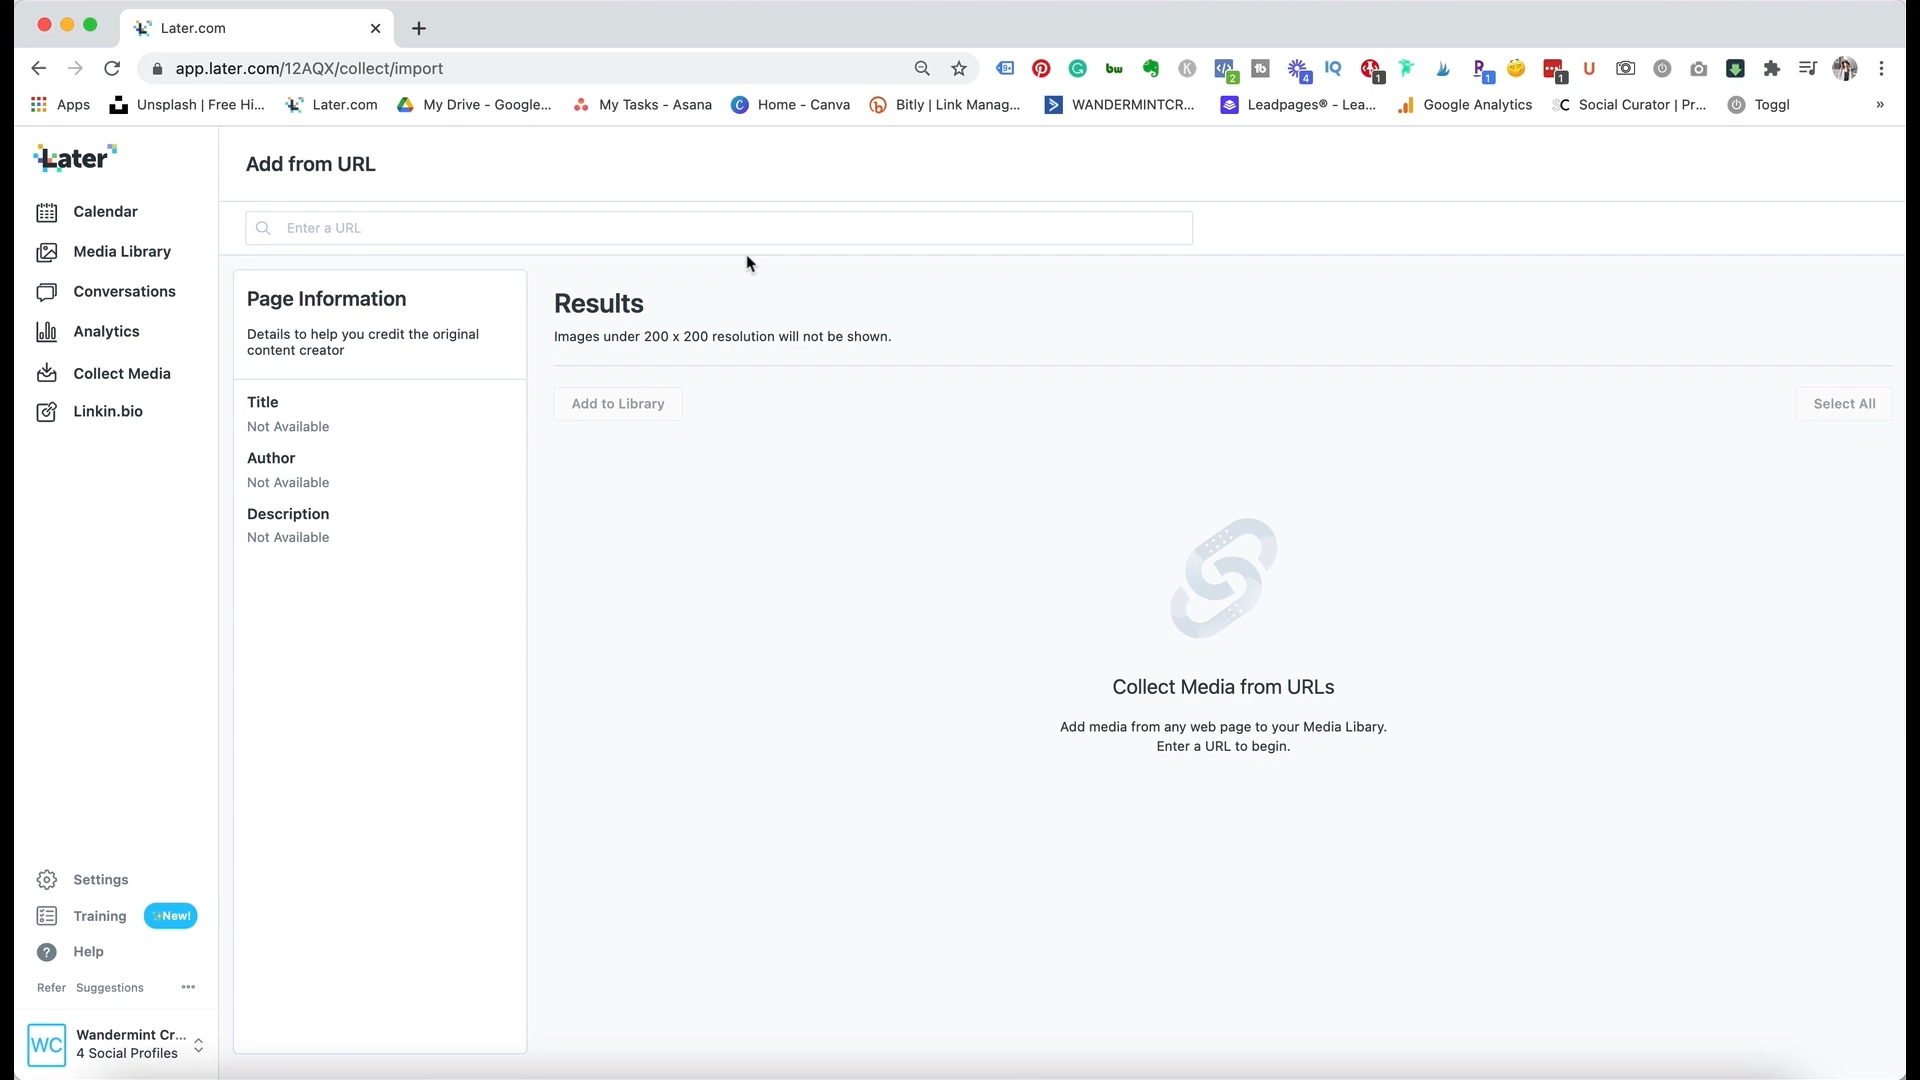 Later.com
app.later.com/12AQX/collect/import
2
4
1
1
1
Apps
Unsplash | Free Hi...
Later.com
My Drive - Google...
My Tasks - Asana
Home - Canva
Bitly | Link Manag...
WANDERMINTCR...
Leadpages® - Lea...
Google Analytics
Social Curator | Pr...
Toggl
»
Later
Add from URL
Calendar
Media Library
Conversations
Analytics
Collect Media
Linkin.bio
Enter a URL
Page Information
Details to help you credit the original
content creator
Title
Not Available
Author
Not Available
Description
Not Available
Results
Images under 200 x 200 resolution will not be shown.
Add to Library
Select All
Collect Media from URLs
Add media from any web page to your Media Libary.
Enter a URL to begin.
Settings
Training
New!
Help
Refer
Suggestions
WC
Wandermint Cr...
4 Social Profiles